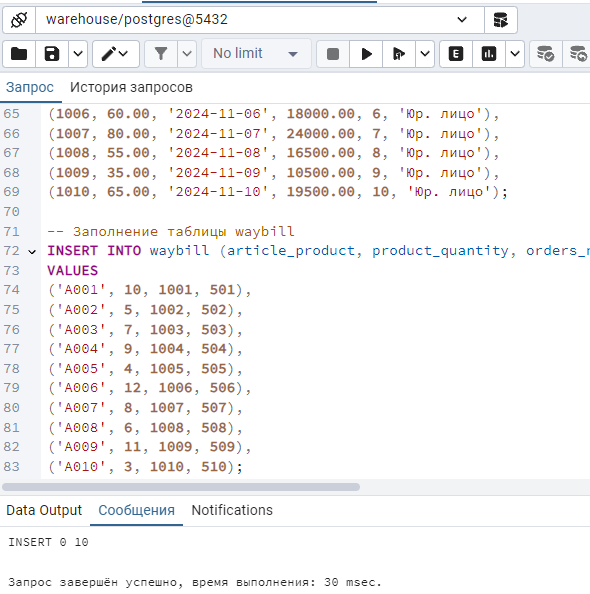 warehouse/postgres@5432
No limit
E
Запрос История запросов
65 (1006, 60.00, '2024-11-06', 18000.00, 6, 'Юр. лицо'),
66 (1007, 80.00, '2024-11-07', 24000.00, 7, 'Юр. лицо'),
67 (1008, 55.00, '2024-11-08', 16500.00, 8, 'Юр. лицо'),
68 (1009, 35.00, '2024-11-09', 10500.00, 9, 'Юр. лицо'),
69 (1010, 65.00, '2024-11-10', 19500.00, 10, 'Юр. лицо');
70
71 -- Заполнение таблицы waybill
72 INSERT INTO waybill (article_product, product_quantity, orders_
73 VALUES
74 ('A001', 10, 1001, 501),
75 ('A002', 5, 1002, 502),
76 ('A003', 7, 1003, 503),
77 ('A004', 9, 1004, 504),
78 ('A005', 4, 1005, 505),
79 ('A006', 12, 1006, 506),
80 ('A007', 8, 1007, 507),
81 ('A008', 6, 1008, 508),
82 ('A009', 11, 1009, 509),
83 ('A010', 3, 1010, 510);
Data Output Сообщения Notifications
INSERT 0 10
Запрос завершён успешно, время выполнения: 30 msec.